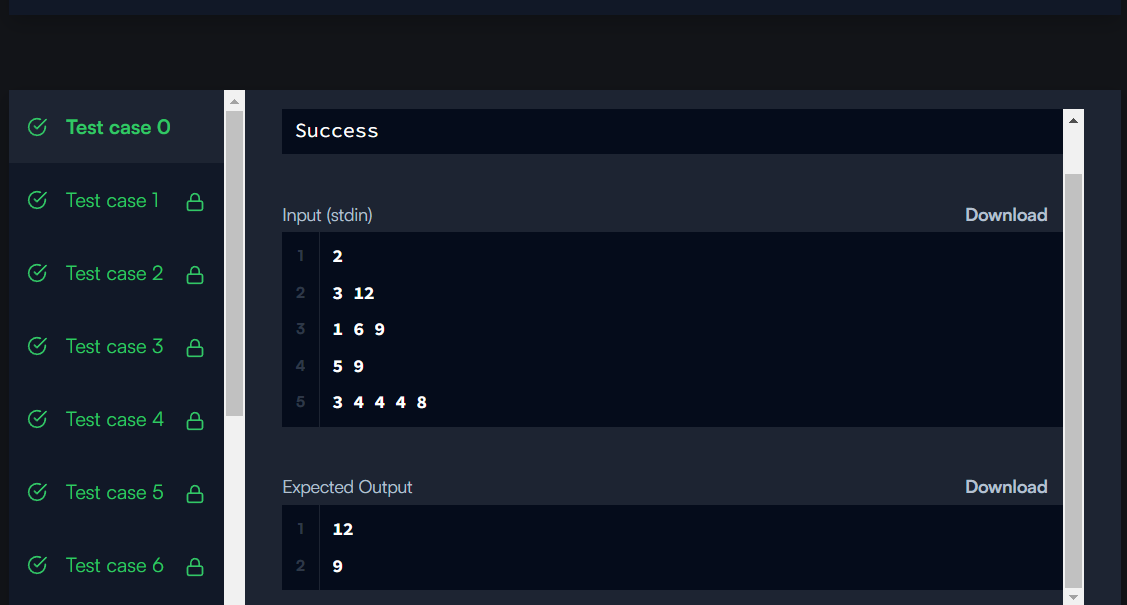 Test case 0
Test case 1
Test case 2
Test case 3
Test case 4
Test case 5
Test case 6
Success
Input (stdin) Download
1 2
2 3 12
3 1 6 9
4 5 9
5 3 4 4 4 8
Expected Output Download
1 12
2 9